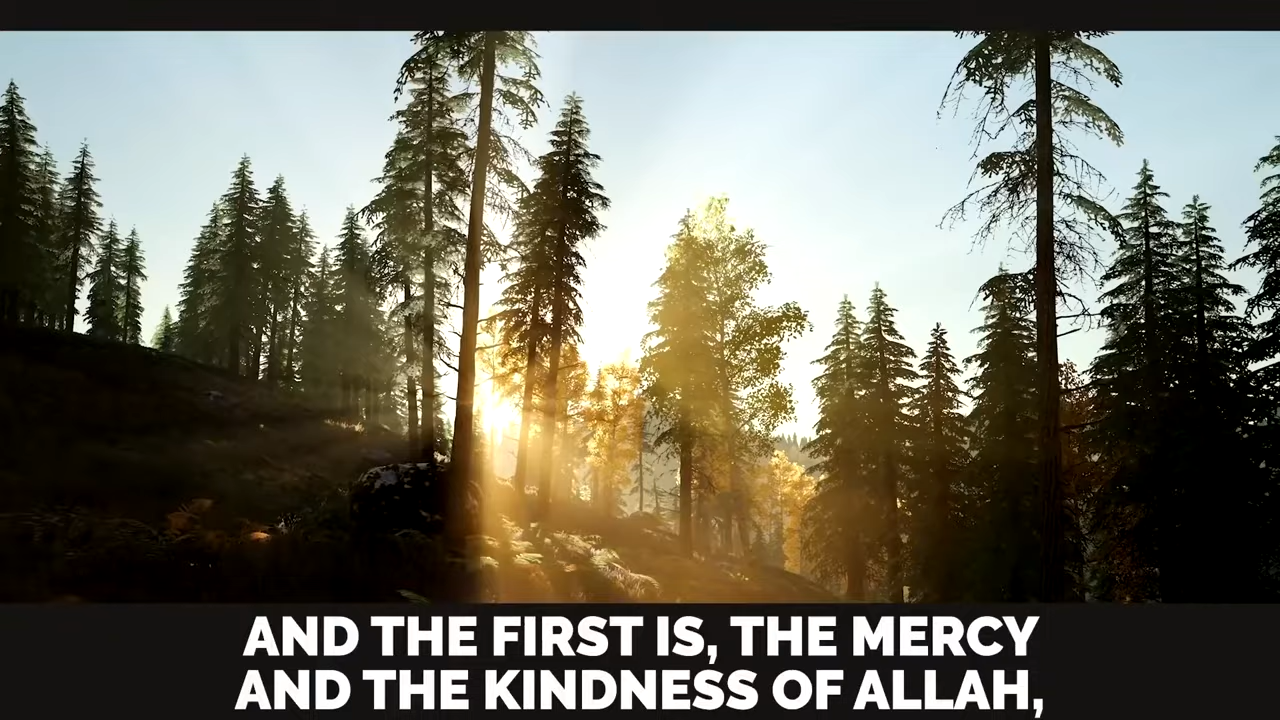 AND THE FIRST IS, THE MERCY
AND THE KINDNESS OF ALLAH,